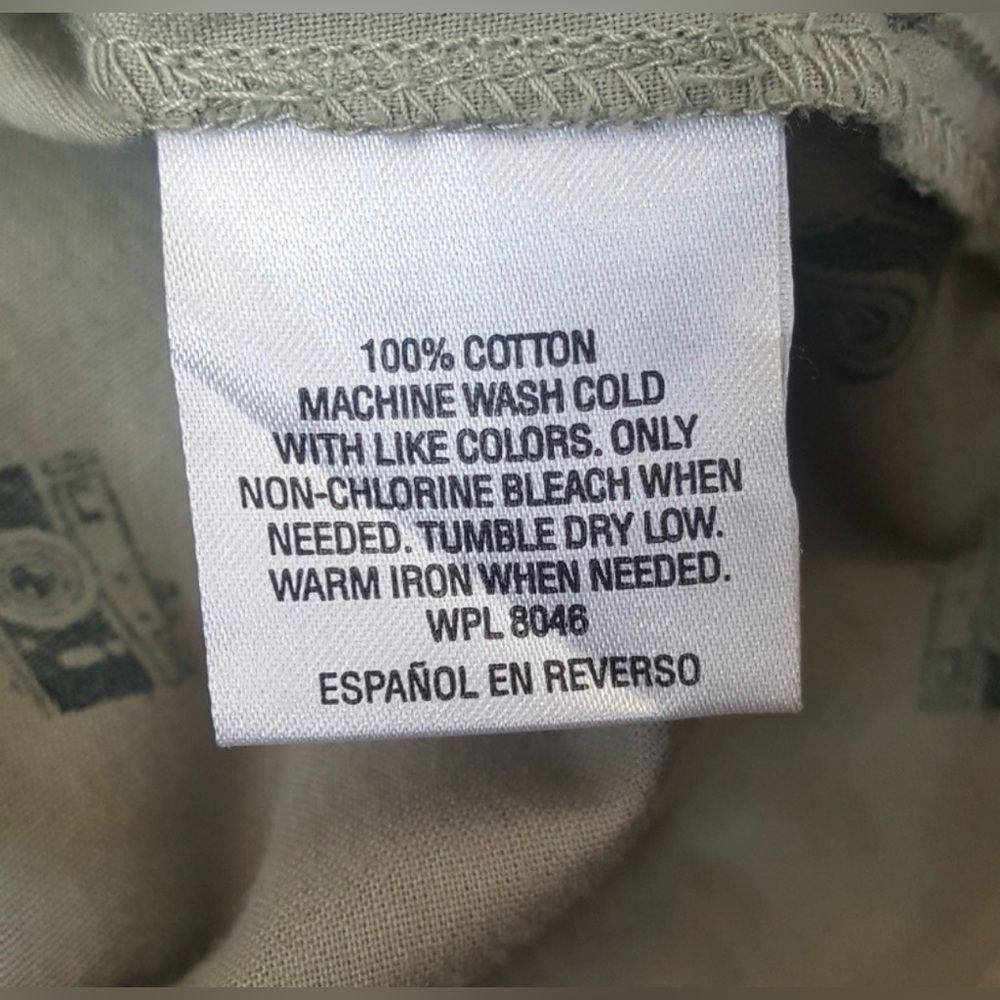 100% COTTON
MACHINE WASH COLD
WITH LIKE COLORS. ONLY
NON-CHLORINE BLEACH WHEN
NEEDED. TUMBLE DRY LOW.
WARM IRON WHEN NEEDED.
WPL 8046
ESPAÑOL EN REVERSO